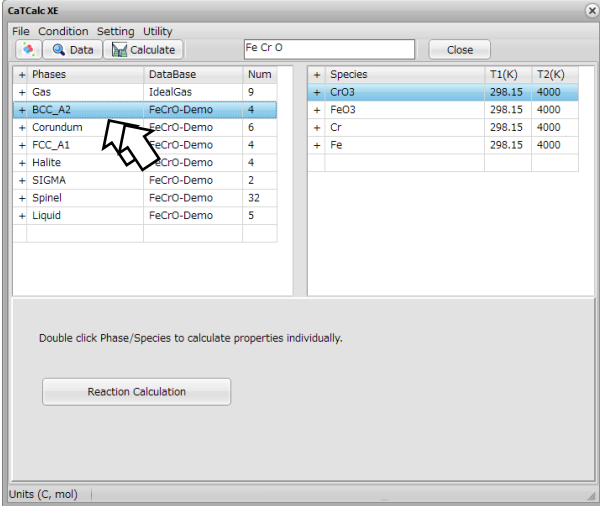 CaTCalc XE
File Condition Setting Utility
Data Calculate Fe Cr O Close
+ Phases DataBase Num + Species T1(K) T2(K)
+ Gas IdealGas 9 + CrO3 298.15 4000
+ BCC_A2 FeCrO-Demo 4 + FeO3 298.15 4000
+ Corundum FeCrO-Demo 6 + Cr 298.15 4000
+ FCC_A1 FeCrO-Demo 4 + Fe 298.15 4000
+ Halite FeCrO-Demo 4
+ SIGMA FeCrO-Demo 2
+ Spinel FeCrO-Demo 32
+ Liquid FeCrO-Demo 5
Double click Phase/Species to calculate properties individually.
Reaction Calculation
Units (C, mol)